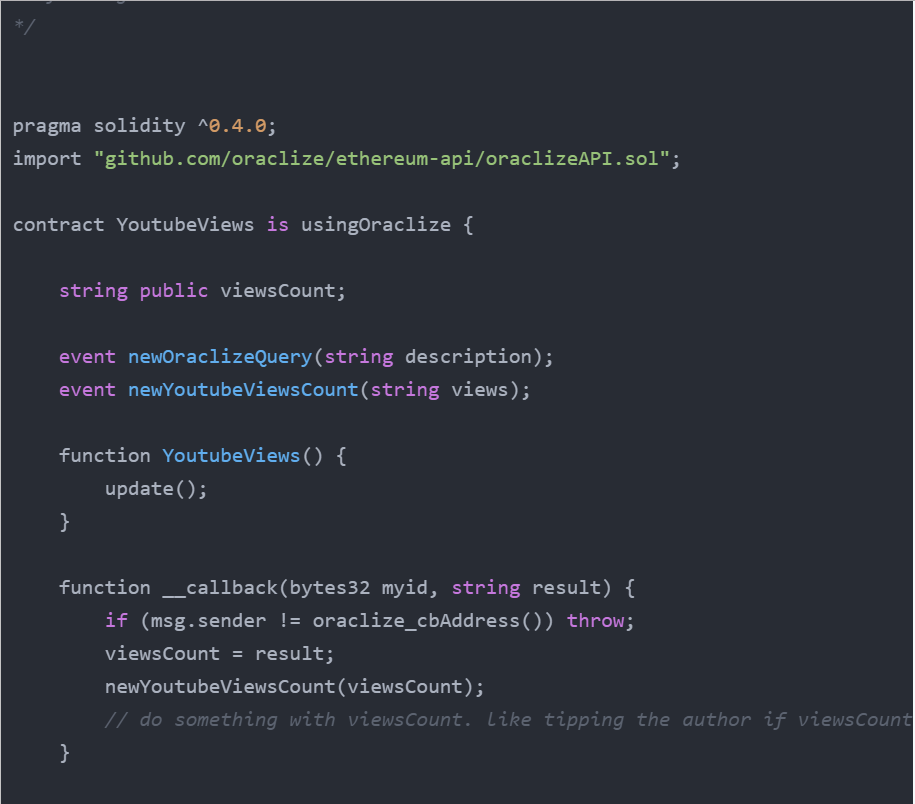 */
pragma solidity ^0.4.0;
import "github.com/oraclize/ethereum-api/oraclizeAPI.sol";
contract YoutubeViews is usingOraclize {
string public viewsCount;
event newOraclizeQuery(string description);
event newYoutubeViewsCount(string views);
function YoutubeViews() {
update();
}
function __callback(bytes32 myid, string result) {
if (msg.sender != oraclize_cbAddress()) throw;
viewsCount = result;
newYoutubeViewsCount(viewsCount);
// do something with viewsCount. like tipping the author if viewsCount
}